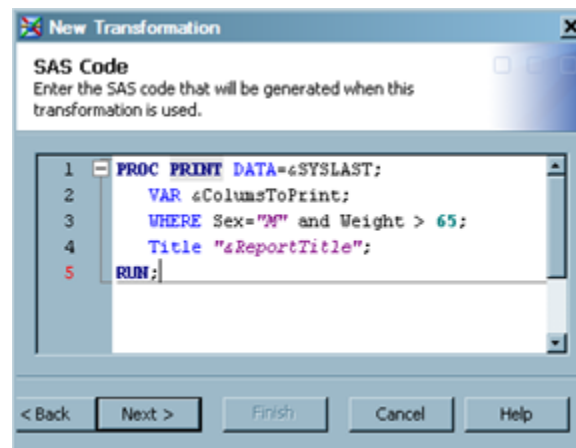 New Transformation
SAS Code
Enter the SAS code that will be generated when this
transformation is used.
1 PROC PRINT DATA=&SYSLAST;
2 VAR &ColumsToPrint;
3 WHERE Sex="M" and Weight > 65;
4 Title "&ReportTitle";
5 RUN;
< Back Next > Finish Cancel Help